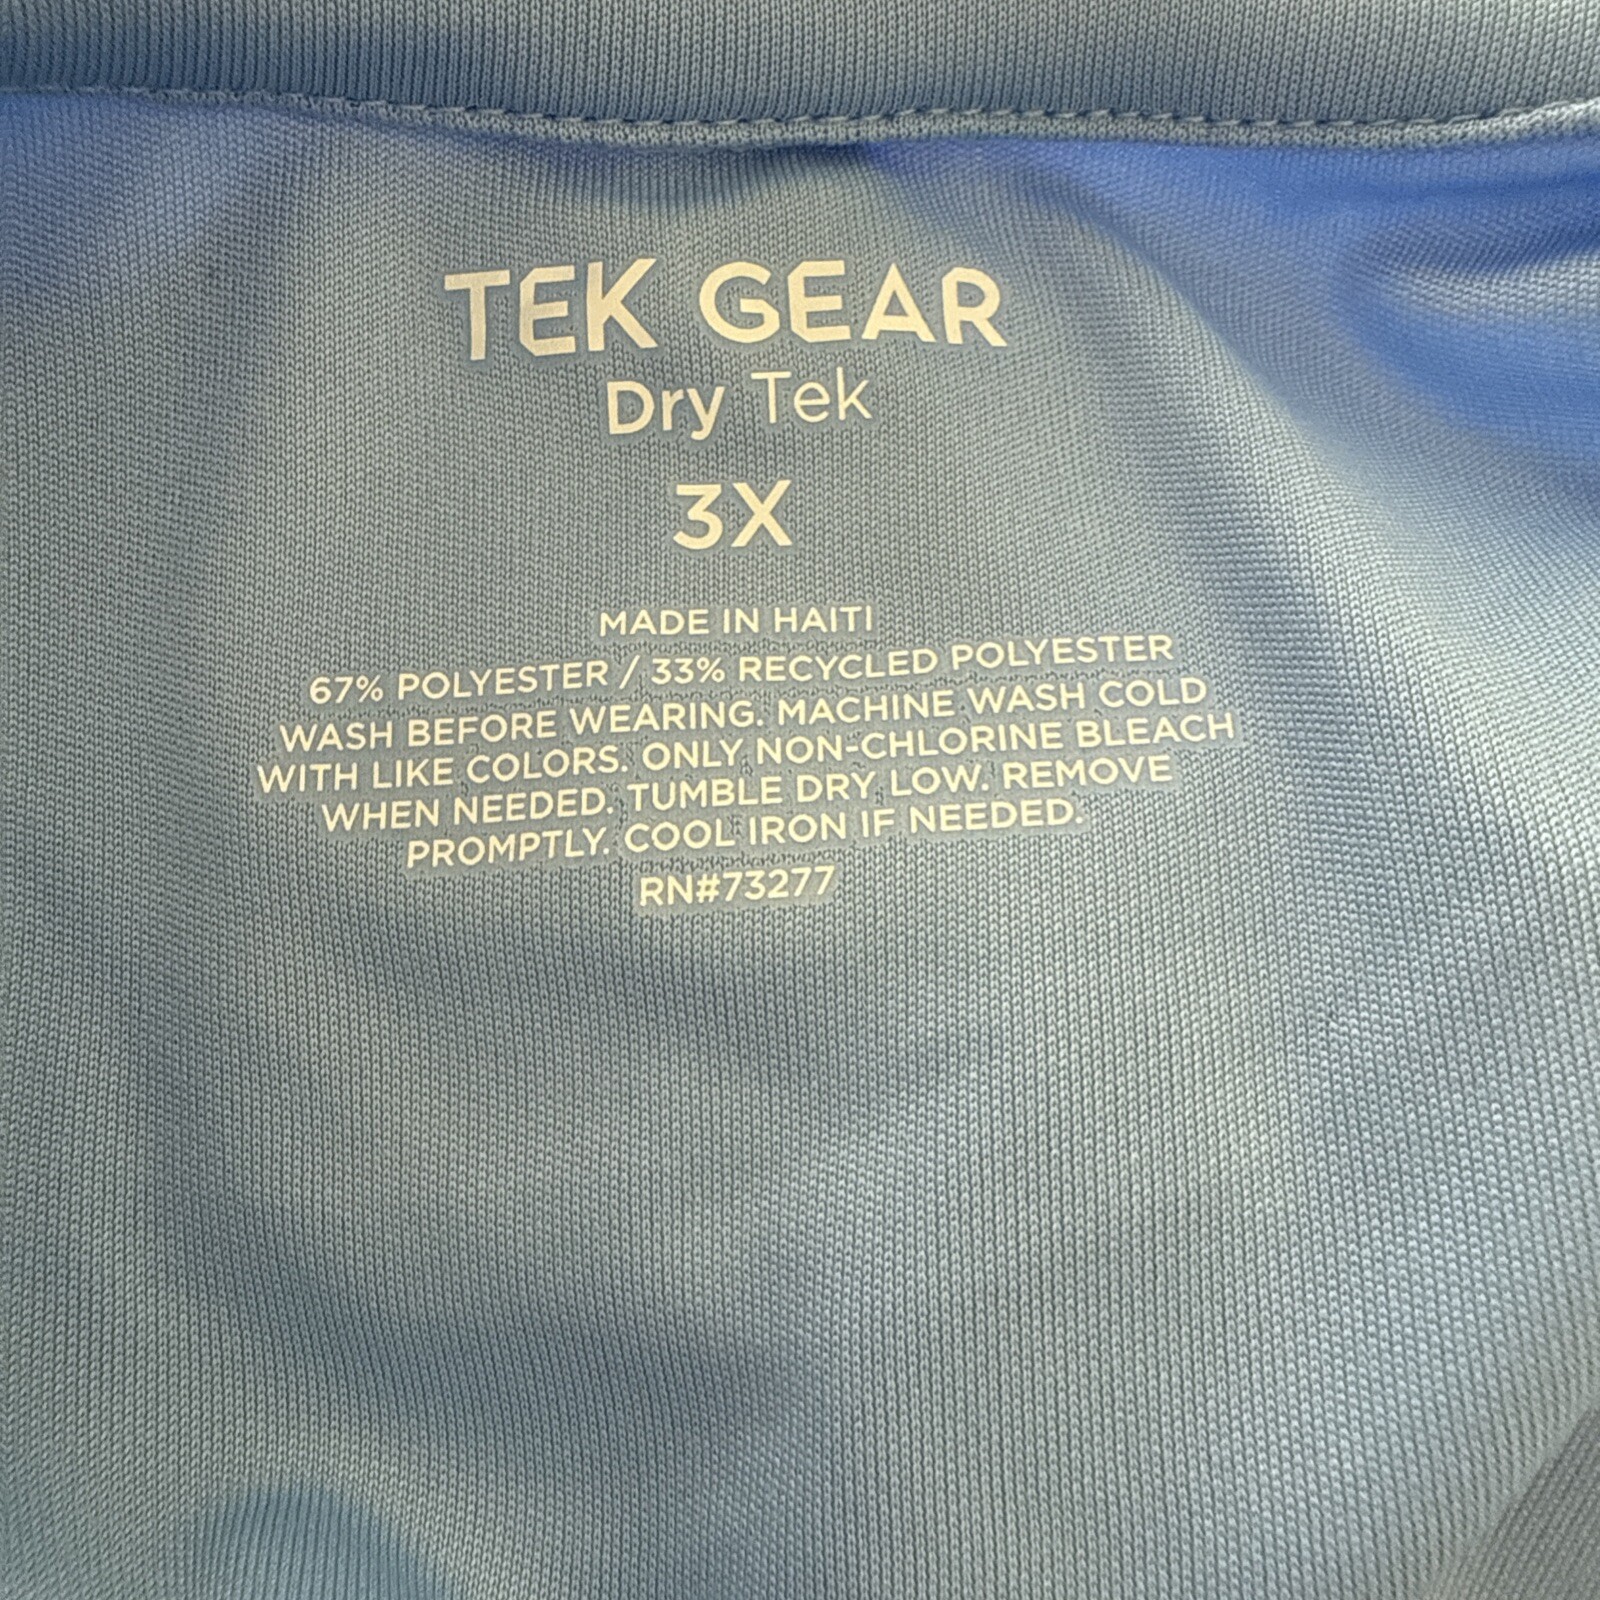 TEK GEAR
Dry Tek
3X
MADE IN HAITI
67% POLYESTER / 33% RECYCLED POLYESTER
WASH BEFORE WEARING. MACHINE WASH COLD
WITH LIKE COLORS. ONLY NON-CHLORINE BLEACH
WHEN NEEDED. TUMBLE DRY LOW. REMOVE
PROMPTLY. COOL IRON IF NEEDED.
RN#73277